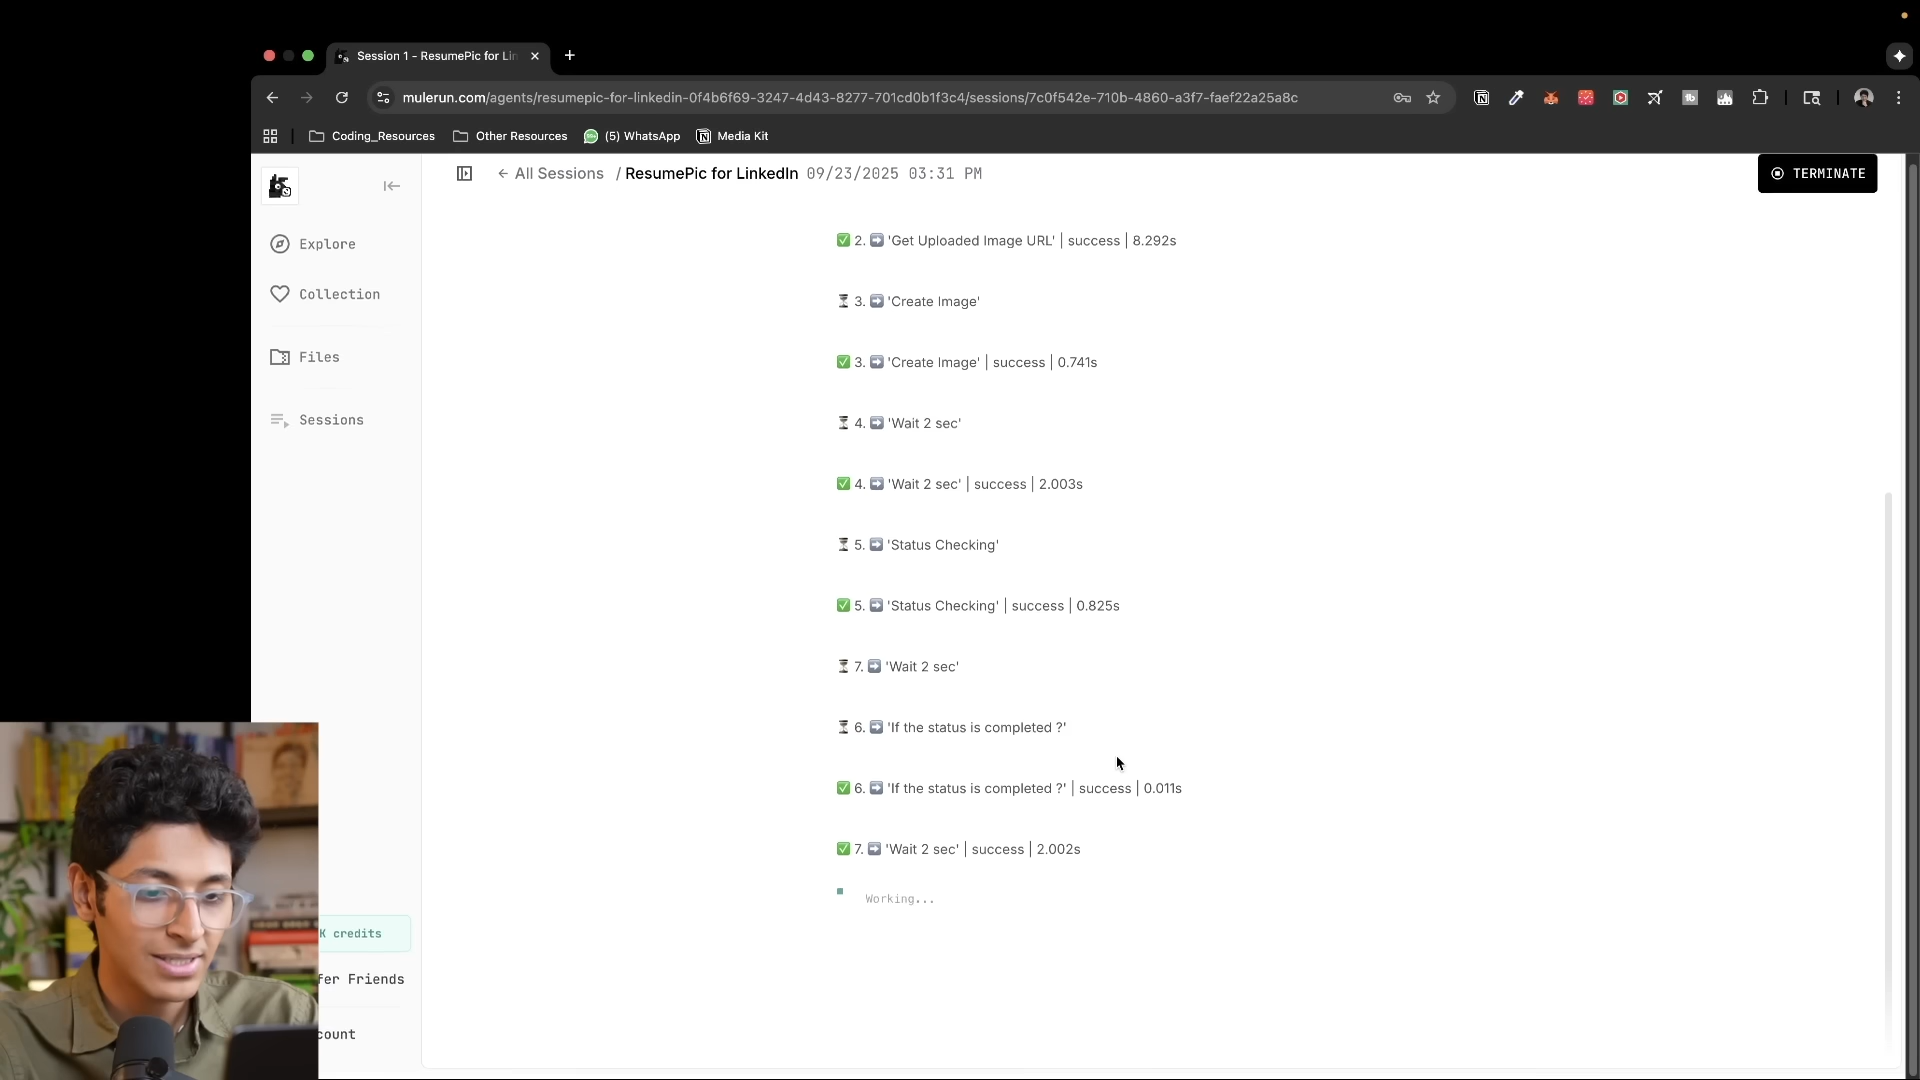 Session 1 - ResumePic for Lin
mulerun.com/agents/resumepic-for-linkedin-0f4b6f69-3247-4d43-8277-701cd0b1f3c4/sessions/7c0f542e-710b-4860-a3f7-faef22a25a8c
Coding_Resources
Other Resources
(5) WhatsApp
Media Kit
← All Sessions / ResumePic for LinkedIn 09/23/2025 03:31 PM
TERMINATE
Explore
Collection
Files
Sessions
K credits
fer Friends
count
✅ 2. ➡️ 'Get Uploaded Image URL' | success | 8.292s
⏳ 3. ➡️ 'Create Image'
✅ 3. ➡️ 'Create Image' | success | 0.741s
⏳ 4. ➡️ 'Wait 2 sec'
✅ 4. ➡️ 'Wait 2 sec' | success | 2.003s
⏳ 5. ➡️ 'Status Checking'
✅ 5. ➡️ 'Status Checking' | success | 0.825s
⏳ 7. ➡️ 'Wait 2 sec'
⏳ 6. ➡️ 'If the status is completed ?'
✅ 6. ➡️ 'If the status is completed ?' | success | 0.011s
✅ 7. ➡️ 'Wait 2 sec' | success | 2.002s
Working...